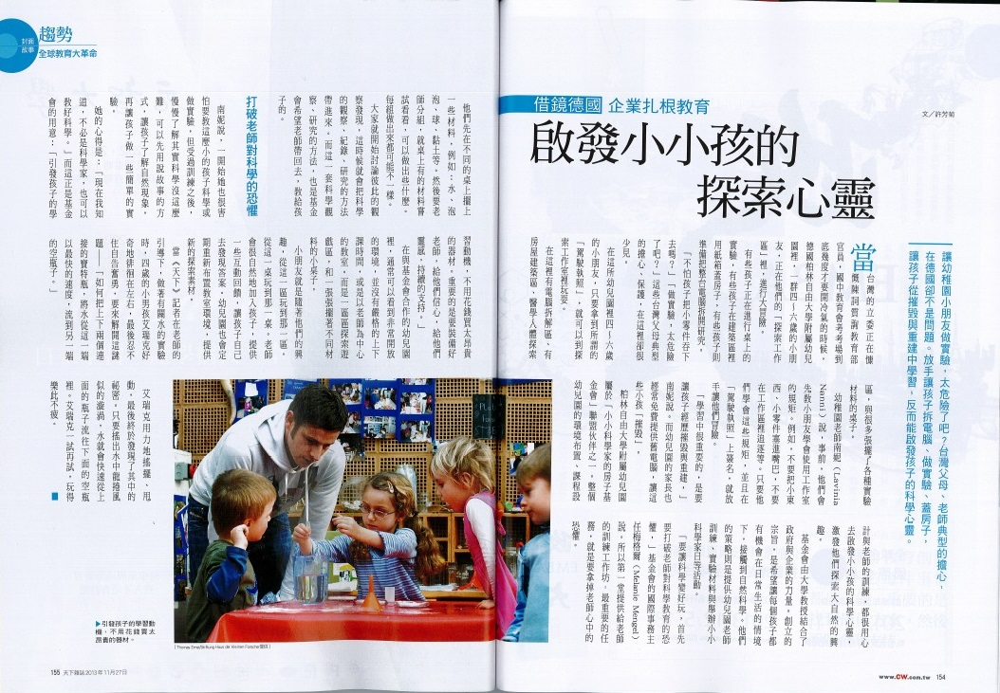 借鏡德國 企業扎根教育
啟發小小孩的
探索心靈
文／許芳菊
讓幼稚園小朋友做實驗，太危險了吧？台灣父母、老師典型的擔心，
在德國卻不是問題。放手讓孩子拆電腦、做實驗、蓋房子，
讓孩子從摧毀與重建中學習，反而能啟發孩子的科學心靈。
當
台灣的立委正在慷
慨陳詞質詢教育部
官員，國中教育會考考場到
底幾度才要開冷氣的時候，
德國柏林自由大學附屬幼兒
園裡，一群四～六歲的小朋
友，正在他們的「探索工作
區」裡，進行大冒險。
有些孩子正在進行桌上的
實驗，有些孩子在建築區裡
用紙箱蓋房子，有些孩子則
準備把整台電腦拆開研究。
「不怕孩子把小零件吞下
去嗎？」「做實驗，太危險
了吧？」這些台灣父母典型
的擔心、保護，在這裡卻很
少見。
在這所幼兒園裡四～六歲
的小朋友，只要拿到所謂的
「駕駛執照」，就可以到探
索工作室裡玩耍。
在這裡有電腦拆解區、有
房屋建築區、醫學人體探索
區，與很多張擺了各種實驗
材料的桌子。
幼稚園老師南妮（Lavinia
Nanni）說，事前，他們會
先教小朋友學會使用工作室
的規矩。例如，不要把小東
西、小零件塞進嘴巴，不要
在工作區裡追逐等。只要他
們學會這些規矩，並且在
「駕駛執照」上簽名，就放
手讓他們冒險。
「學習中很重要的，是要
讓孩子經歷摧毀與重建，」
南妮說。而幼兒園的家長也
經常免費提供舊電腦，讓這
些小孩「摧毀」。
柏林自由大學附屬幼兒園
屬於「小小科學家的房子基
金會」聯盟伙伴之一，整個
幼兒園的環境布置、課程設
計與老師的訓練，都很用心
去啟發小小孩的科學心靈，
激發他們探索大自然的興
趣。
基金會由大學教授結合了
政府與企業的力量，創立的
宗旨，是希望讓每個孩子都
有機會在日常生活的情境
下，接觸到自然科學。他們
的策略則是提供幼兒園老師
訓練、實驗材料與舉辦小小
科學家日等活動。
「要讓科學變好玩，首先
要打破老師對科學教育的恐
懼，」基金會的國際事務主
任梅格爾（Melanie Mengel）
說。所以第一堂提供給老師
的訓練工作坊，最重要的任
務，就是要拿掉老師心中的
恐懼。
www.CW.com.tw 154
封面
故事
趨勢
全球教育大革命
他們先在不同的桌上擺上
一些材料，例如：水、泡
泡、球、黏土等。然後要老
師分組，就桌上有的材料嘗
試看看，可以做出些什麼。
每組做出來都可能不一樣。
大家就開始討論彼此的觀
察發現，這時候就會把科學
的觀察、紀錄、研究的方法
帶進來。而這一套科學觀
察、研究的方法，也是基金
會希望老師帶回去，教給孩
子的。
打破老師對科學的恐懼
南妮說，一開始她也很害
怕要教這麼小的孩子科學或
做實驗，但受過訓練之後，
慢慢了解其實科學沒這麼
難，可以先用說故事的方
式，讓孩子了解自然現象，
再讓孩子做一些簡單的實
驗。
她的心得是：「現在我知
道，不必是科學家，也可以
教好科學。」而這正是基金
會的用意：「引發孩子的學
習動機，不用花錢買太昂貴
的器材。重要的是要裝備好
老師，給他們信心，給他們
靈感，持續的支持。」
在與基金會合作的幼兒園
裡，通常可以看到非常開放
的環境，並沒有嚴格的上下
課時間，或是以老師為中心
的教室，而是一區區探索遊
戲區，和一張張擺著不同材
料的小桌子。
小朋友就是隨著他們的興
趣，從這一區玩到那一區，
從這一桌玩到那一桌。老師
會很自然地加入孩子，提供
一些互動回饋，讓孩子自己
去發現答案，幼兒園也會定
期重新布置教室環境，提供
新的探索素材。
當《天下》記者在老師的
引導下，做著有關水的實驗
時，四歲的小男孩艾瑞克好
奇地徘徊在左右，最後忍不
住自告奮勇，要來解開這謎
題——「如何把上下兩個連
接的寶特瓶，將水從這一端
以最快的速度，流到另一端
的空瓶子。」
艾瑞克用力地搖擺、甩
動，最後終於發現了其中的
祕密。只要搖出水中龍捲風
似的漩渦，水就會快速從上
面的瓶子流往下面的空瓶
裡。艾瑞克一試再試，玩得
樂此不疲。
▶引發孩子的學習動
機，不用花錢買太
昂貴的器材。
155 天下雜誌2013年11月27日